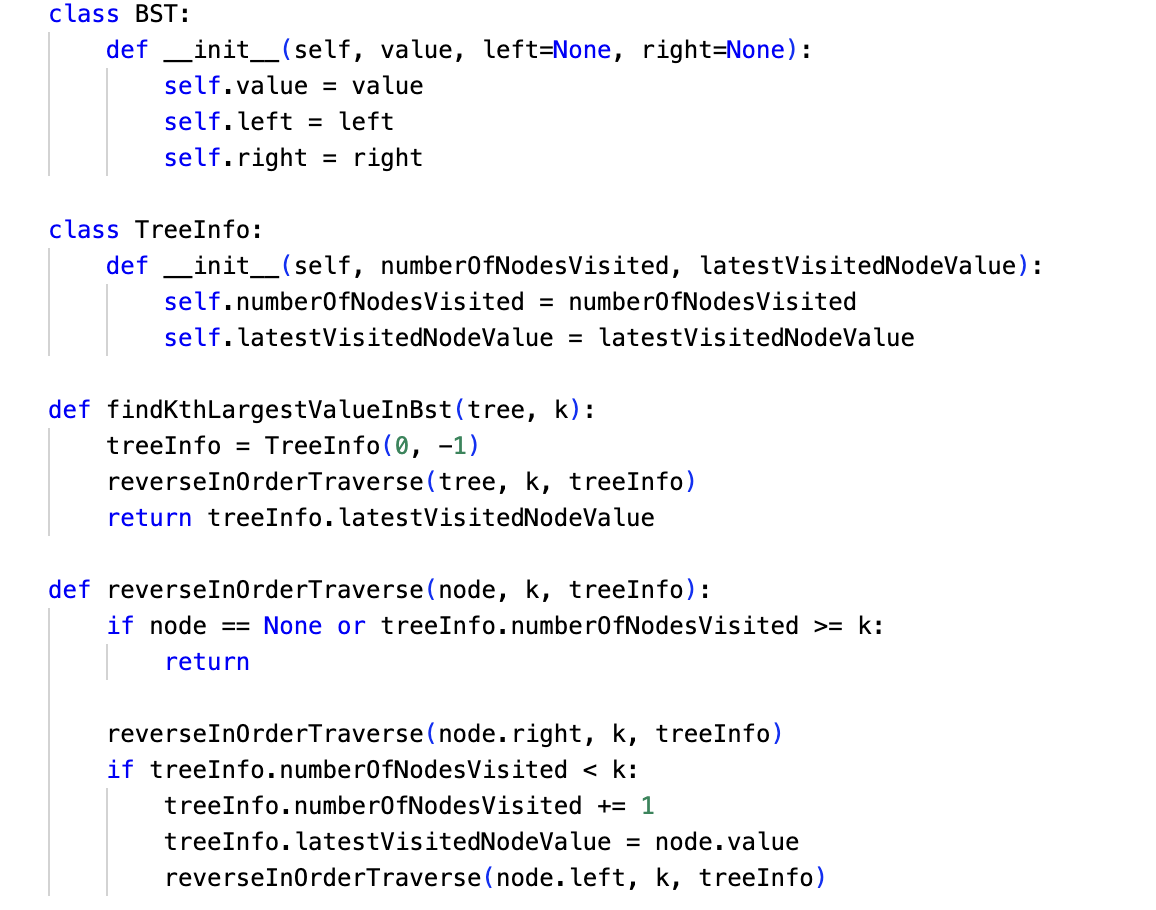 class BST:
    def __init__(self, value, left=None, right=None):
        self.value = value
        self.left = left
        self.right = right

class TreeInfo:
    def __init__(self, numberOfNodesVisited, latestVisitedNodeValue):
        self.numberOfNodesVisited = numberOfNodesVisited
        self.latestVisitedNodeValue = latestVisitedNodeValue

def findKthLargestValueInBst(tree, k):
    treeInfo = TreeInfo(0, -1)
    reverseInOrderTraverse(tree, k, treeInfo)
    return treeInfo.latestVisitedNodeValue

def reverseInOrderTraverse(node, k, treeInfo):
    if node == None or treeInfo.numberOfNodesVisited >= k:
        return

    reverseInOrderTraverse(node.right, k, treeInfo)
    if treeInfo.numberOfNodesVisited < k:
        treeInfo.numberOfNodesVisited += 1
        treeInfo.latestVisitedNodeValue = node.value
        reverseInOrderTraverse(node.left, k, treeInfo)